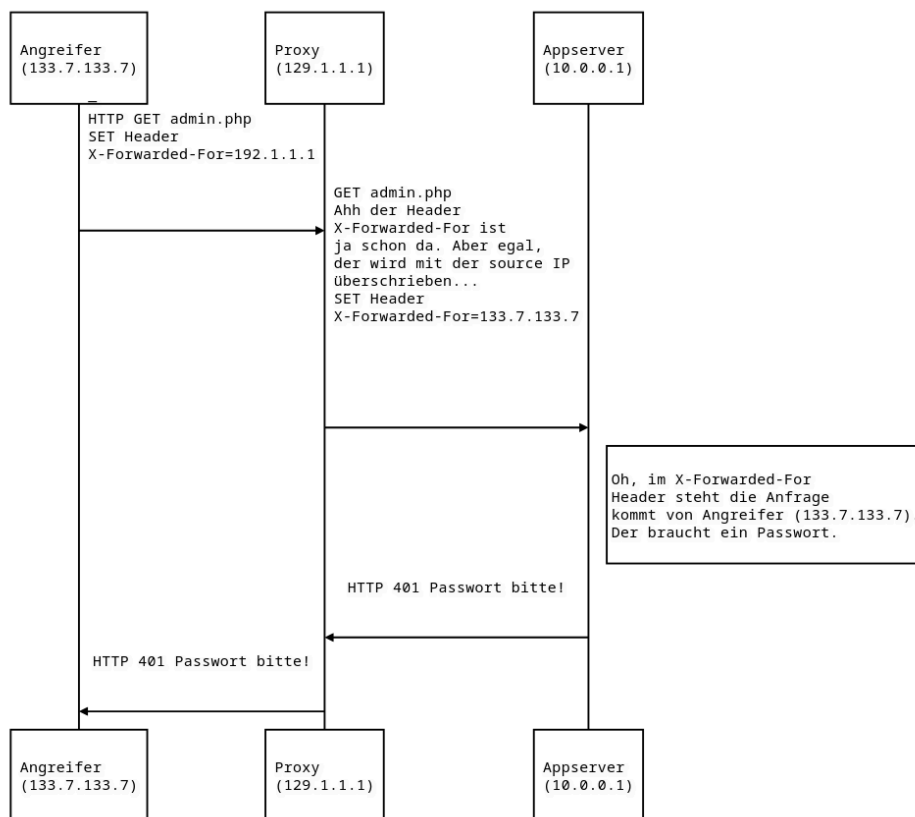 Angreifer
(133.7.133.7)
Proxy
(129.1.1.1)
Appserver
(10.0.0.1)
HTTP GET admin.php
SET Header
X-Forwarded-For=192.1.1.1
GET admin.php
Ahh der Header
X-Forwarded-For ist
ja schon da. Aber egal,
der wird mit der source IP
überschrieben...
SET Header
X-Forwarded-For=133.7.133.7
Oh, im X-Forwarded-For
Header steht die Anfrage
kommt von Angreifer (133.7.133.7)
Der braucht ein Passwort.
HTTP 401 Passwort bitte!
HTTP 401 Passwort bitte!
Angreifer
(133.7.133.7)
Proxy
(129.1.1.1)
Appserver
(10.0.0.1)